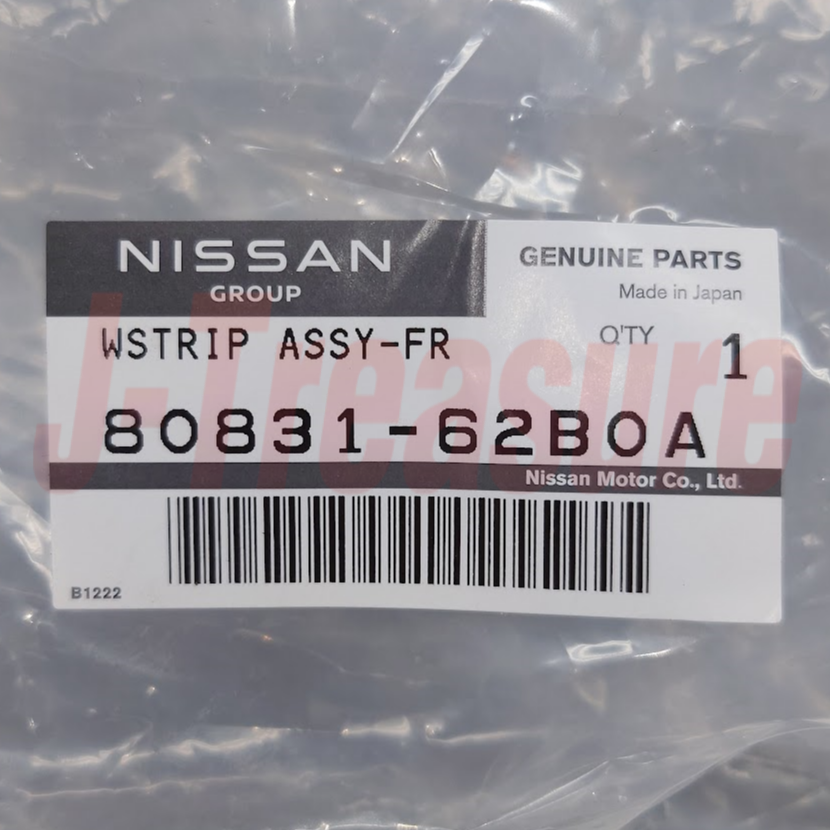 NISSAN
GROUP
GENUINE PARTS
Made in Japan
WSTRIP ASSY-FR
Q'TY 1
80831-62B0A
Nissan Motor Co., Ltd.
B1222
J-Treasure